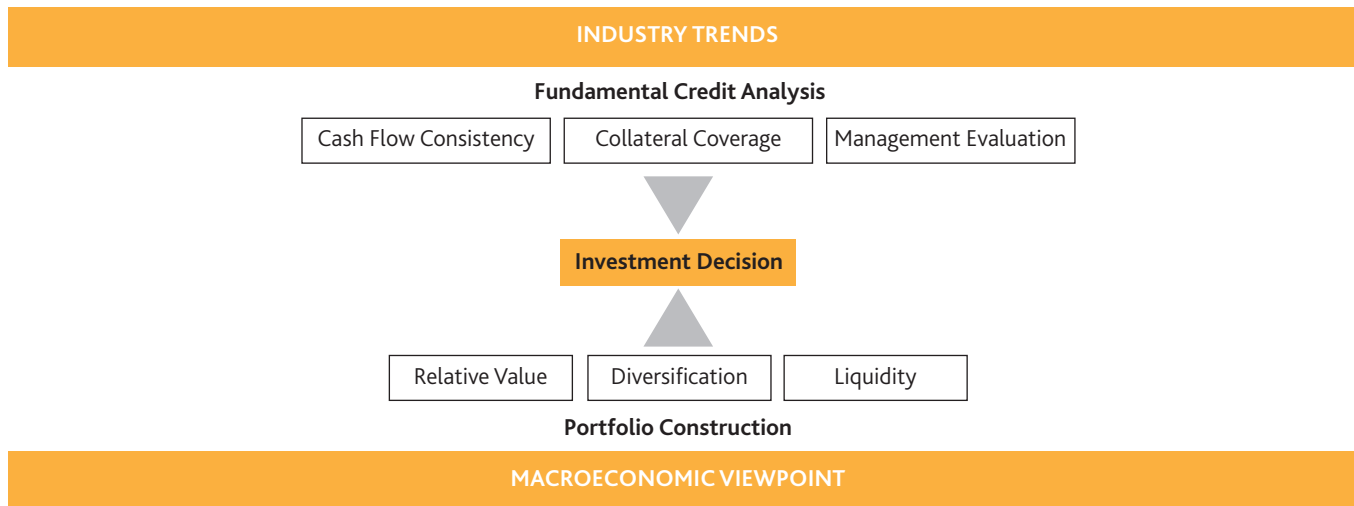 INDUSTRY TRENDS
Fundamental Credit Analysis
Cash Flow Consistency
Collateral Coverage
Management Evaluation
Investment Decision
Relative Value
Diversification
Liquidity
Portfolio Construction
MACROECONOMIC VIEWPOINT